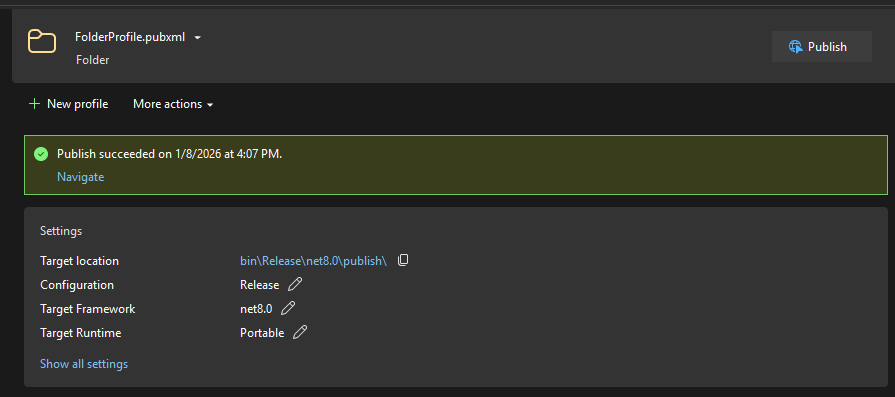 FolderProfile.pubxml
Folder
Publish
New profile
More actions
Publish succeeded on 1/8/2026 at 4:07 PM.
Navigate
Settings
Target location bin\Release\net8.0\publish\
Configuration Release
Target Framework net8.0
Target Runtime Portable
Show all settings